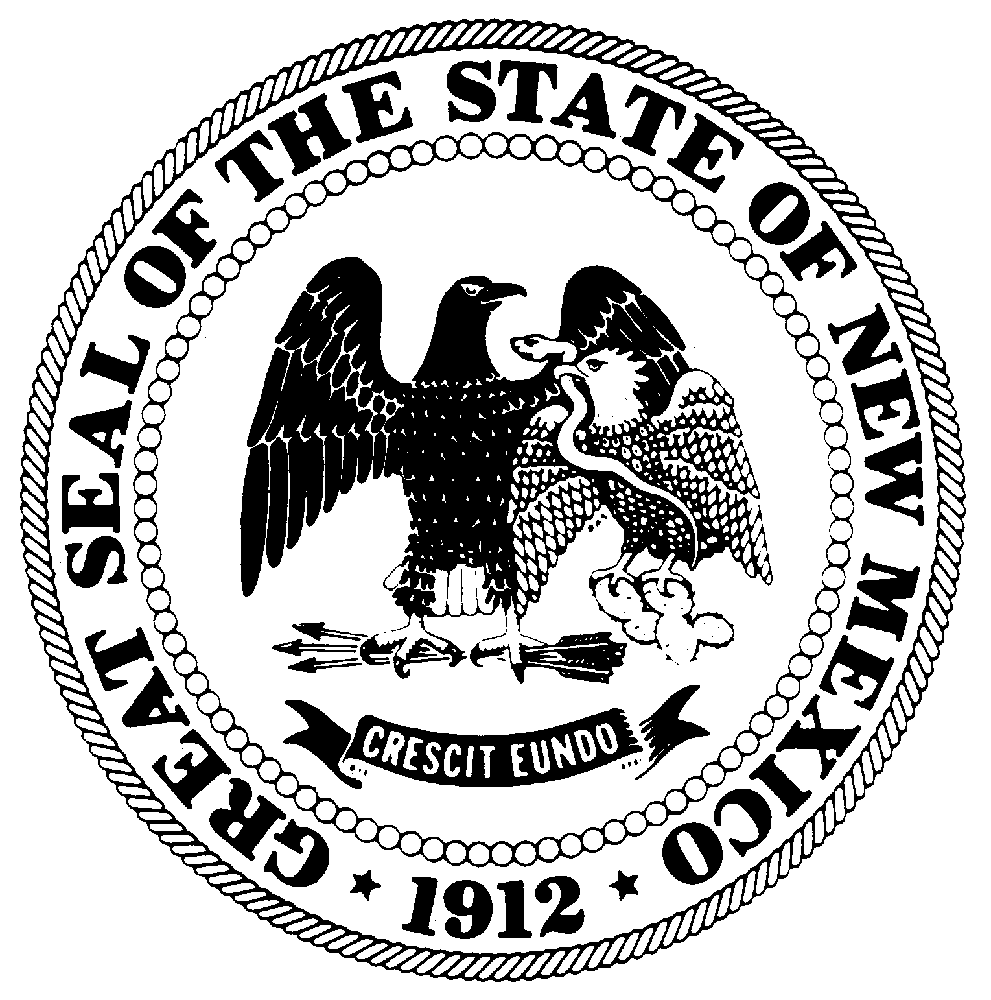 GREAT SEAL OF THE STATE OF NEW MEXICO
CRESCIT EUNDO
★ 1912 ★